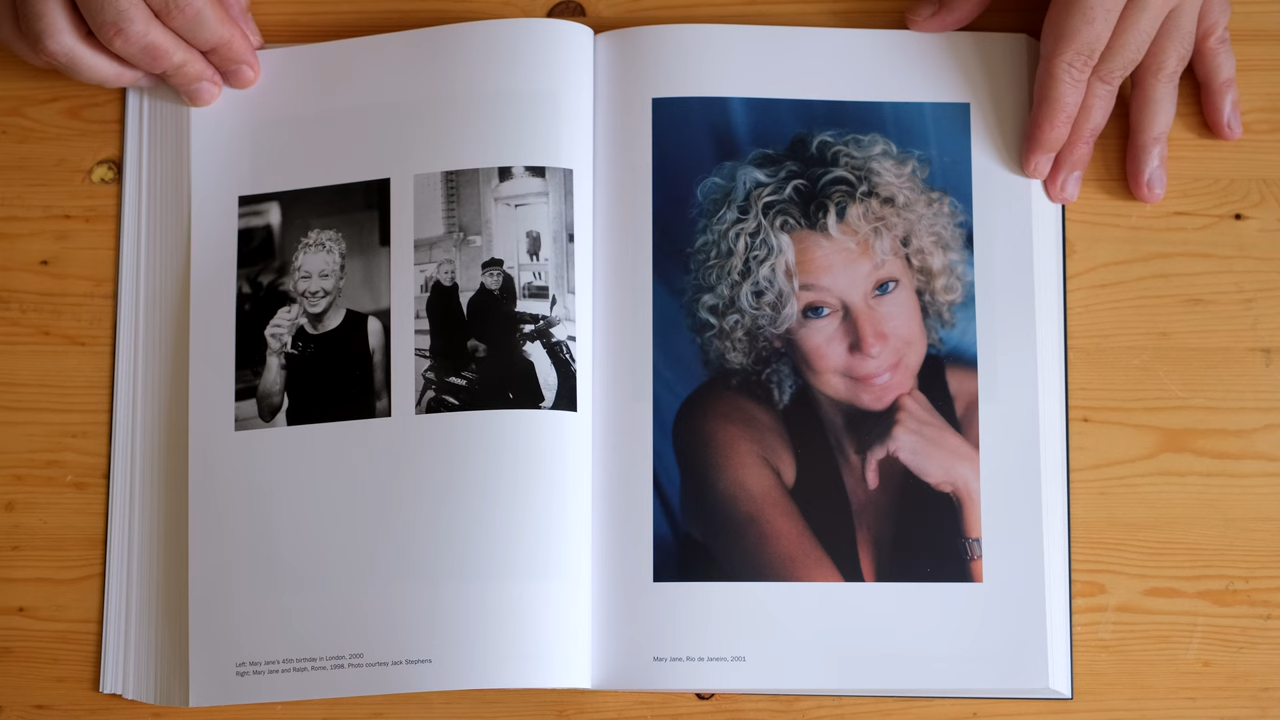 Left: Mary Jane's 45th birthday in London, 2000
Right: Mary Jane and Ralph, Rome, 1998. Photo courtesy Jack Stephens
Mary Jane, Rio de Janeiro, 2001